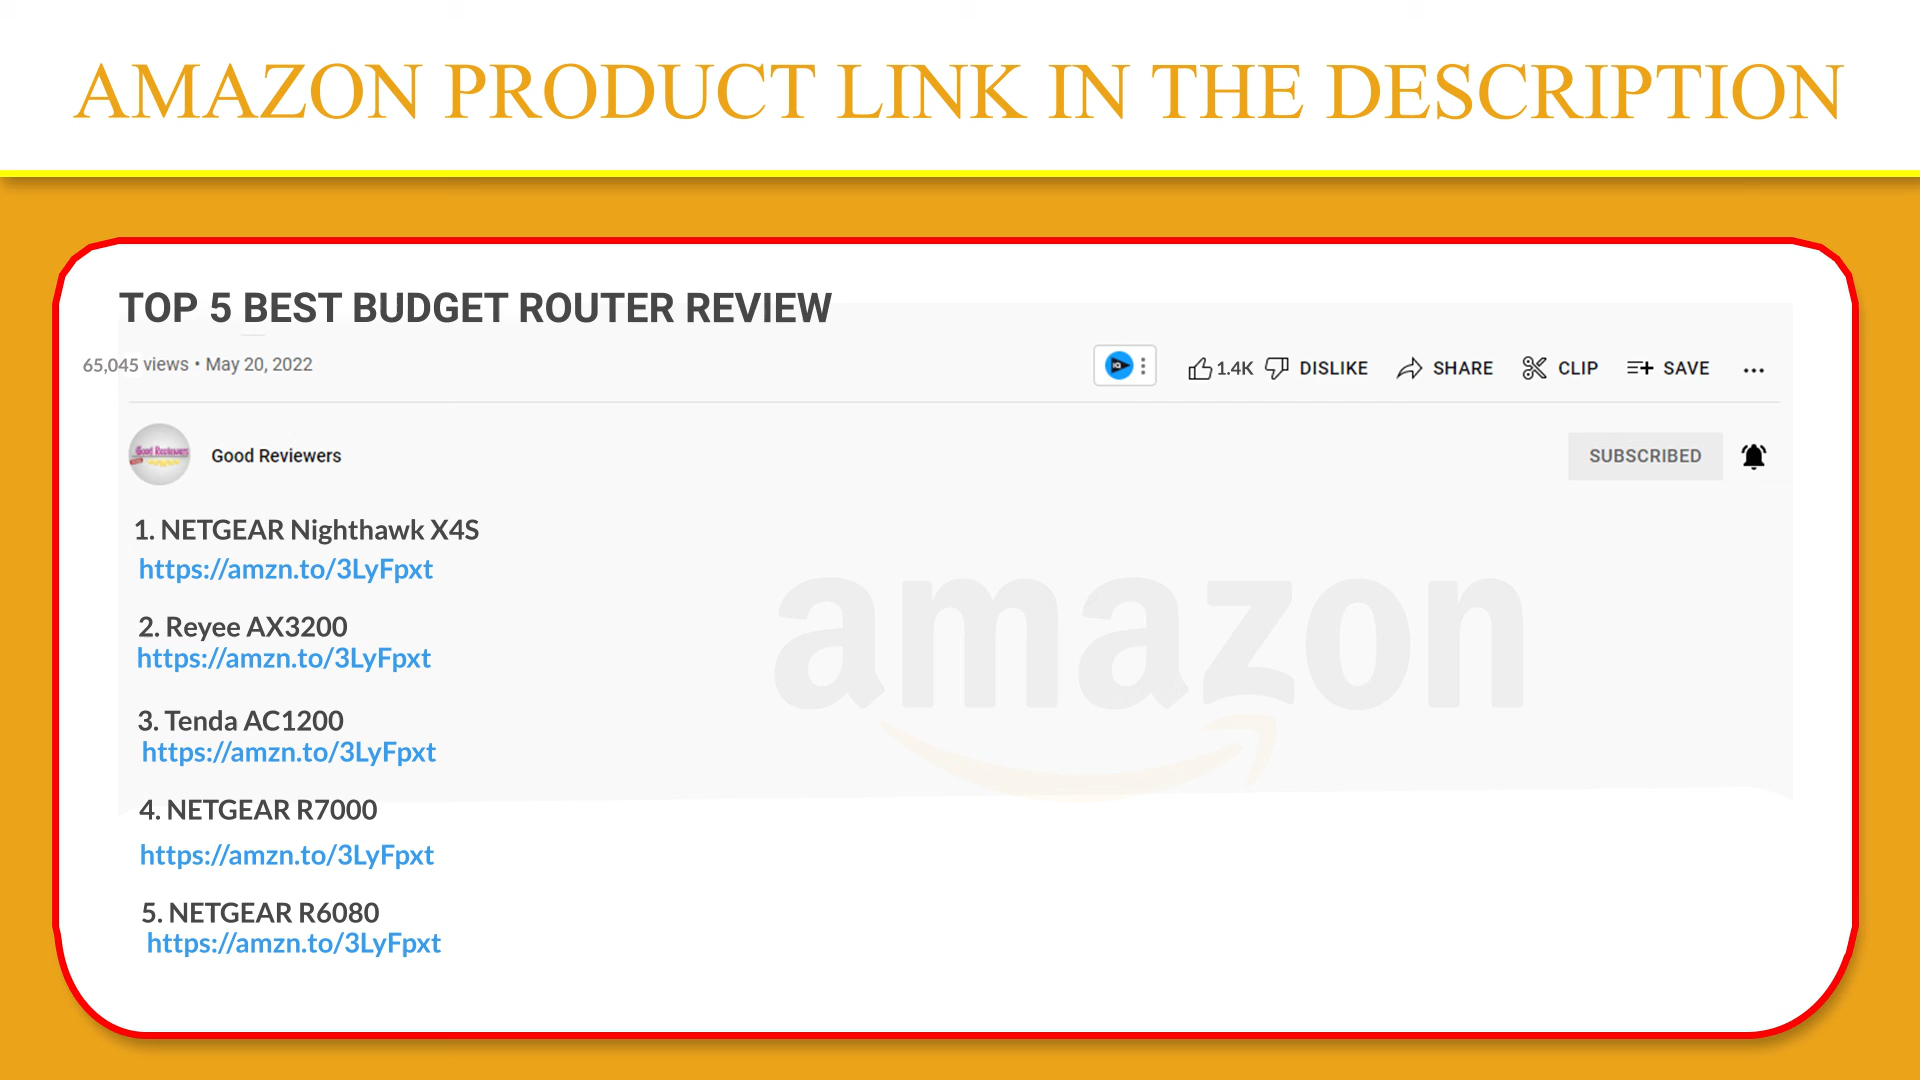 AMAZON PRODUCT LINK IN THE DESCRIPTION
TOP 5 BEST BUDGET ROUTER REVIEW
65,045 views • May 20, 2022
1.4K DISLIKE SHARE CLIP SAVE ...
Good Reviewers
Good Reviewers
SUBSCRIBED
1. NETGEAR Nighthawk X4S
https://amzn.to/3LyFpxt
2. Reyee AX3200
https://amzn.to/3LyFpxt
3. Tenda AC1200
https://amzn.to/3LyFpxt
4. NETGEAR R7000
https://amzn.to/3LyFpxt
5. NETGEAR R6080
https://amzn.to/3LyFpxt
amazon